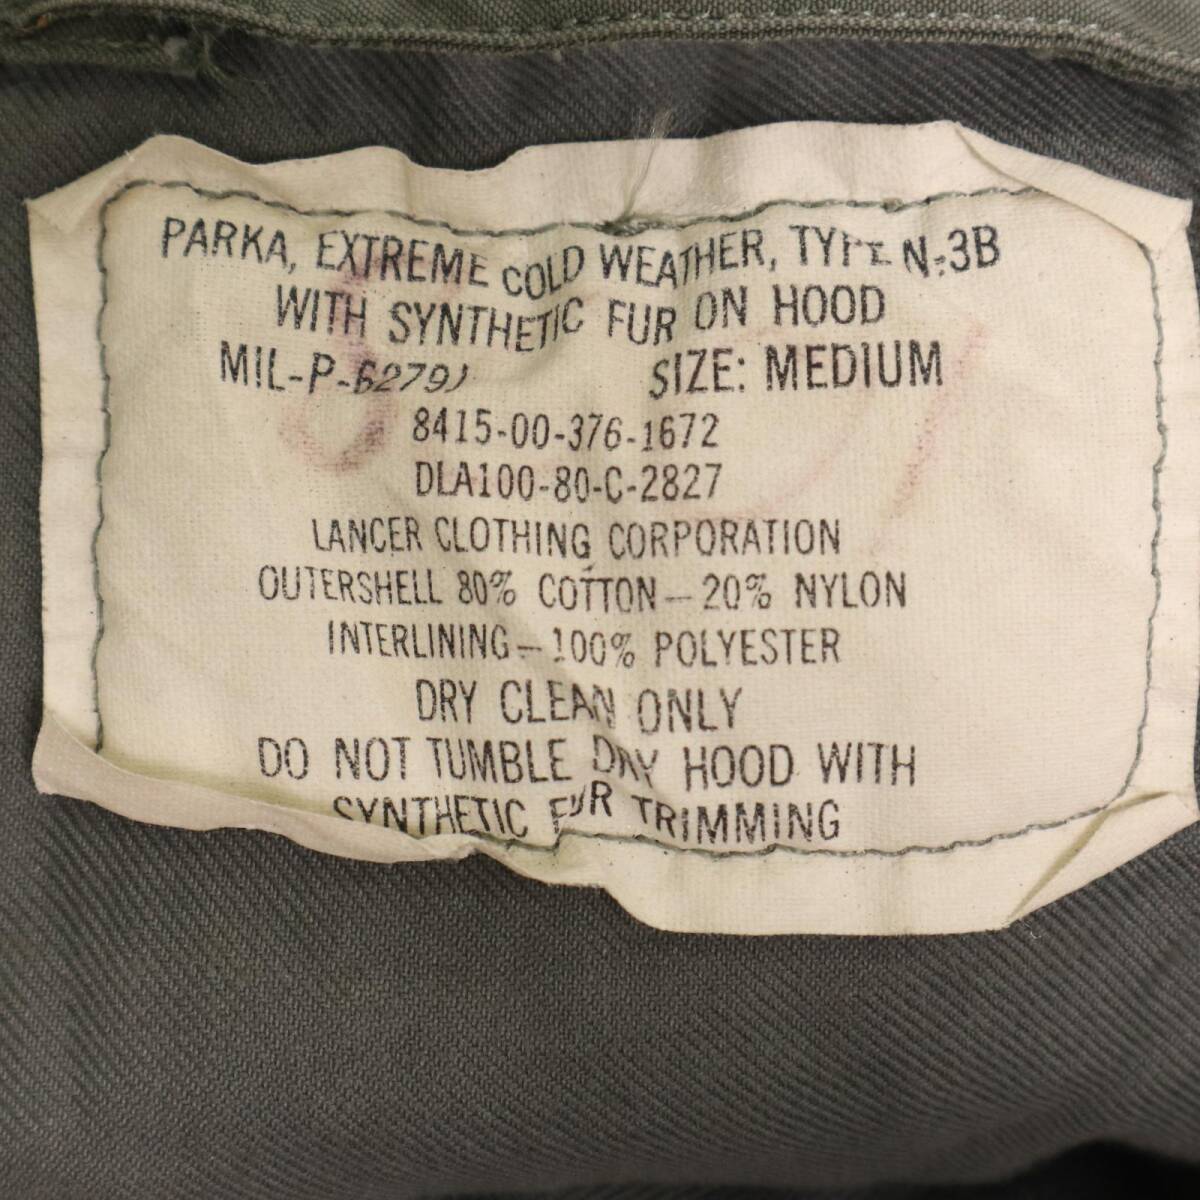 PARKA, EXTREME COLD WEATHER, TYPE N-3B
WITH SYNTHETIC FUR ON HOOD
MIL-P-6279J SIZE: MEDIUM
8415-00-376-1672
DLA100-80-C-2827
LANCER CLOTHING CORPORATION
OUTERSHELL 80% COTTON - 20% NYLON
INTERLINING - 100% POLYESTER
DRY CLEAN ONLY
DO NOT TUMBLE DRY HOOD WITH
SYNTHETIC FUR TRIMMING